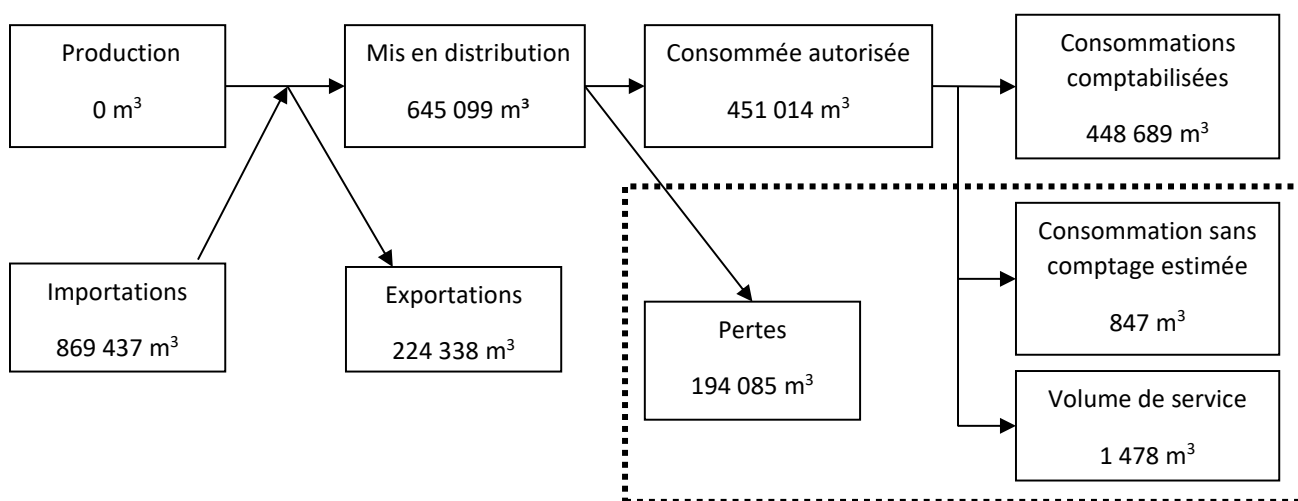 Production
0 m³
Mis en distribution
645 099 m³
Consommée autorisée
451 014 m³
Consommations
comptabilisées
448 689 m³
Importations
869 437 m³
Exportations
224 338 m³
Pertes
194 085 m³
Consommation sans
comptage estimée
847 m³
Volume de service
1 478 m³